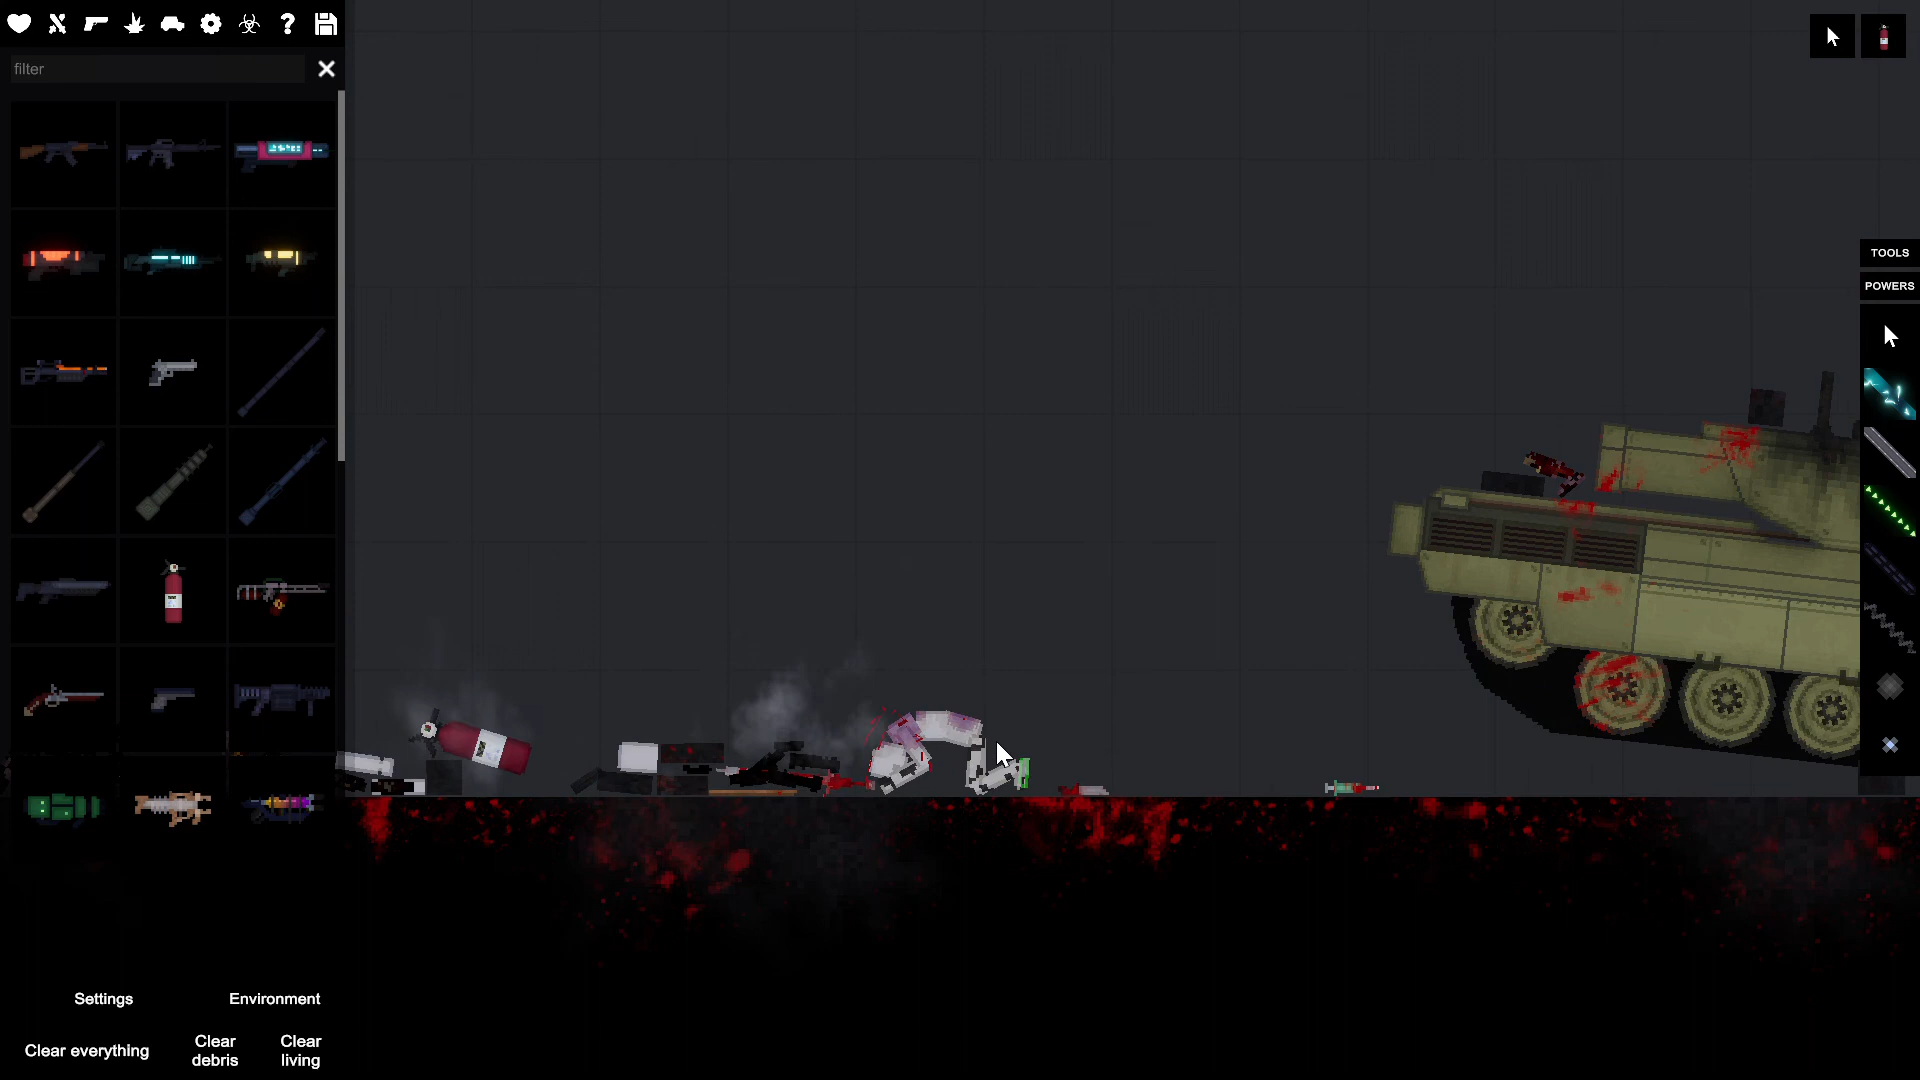 filter
TOOLS
POWERS
Settings
Environment
Clear everything
Clear
debris
Clear
living